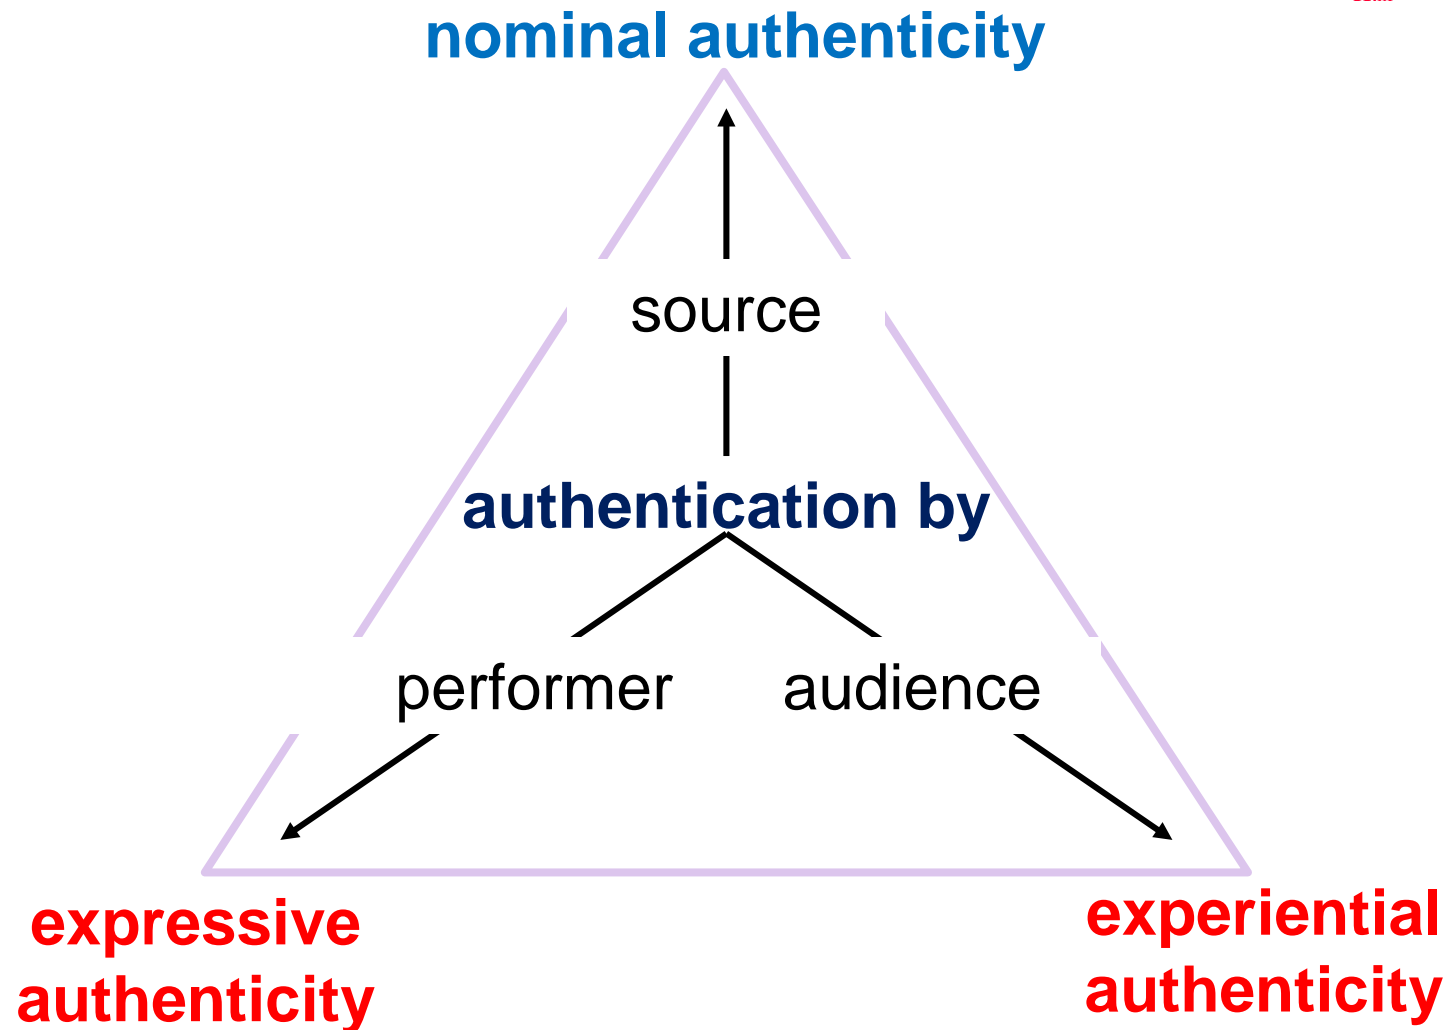 nominal authenticity
source
authentication by
performer audience
expressive
authenticity
experiential
authenticity